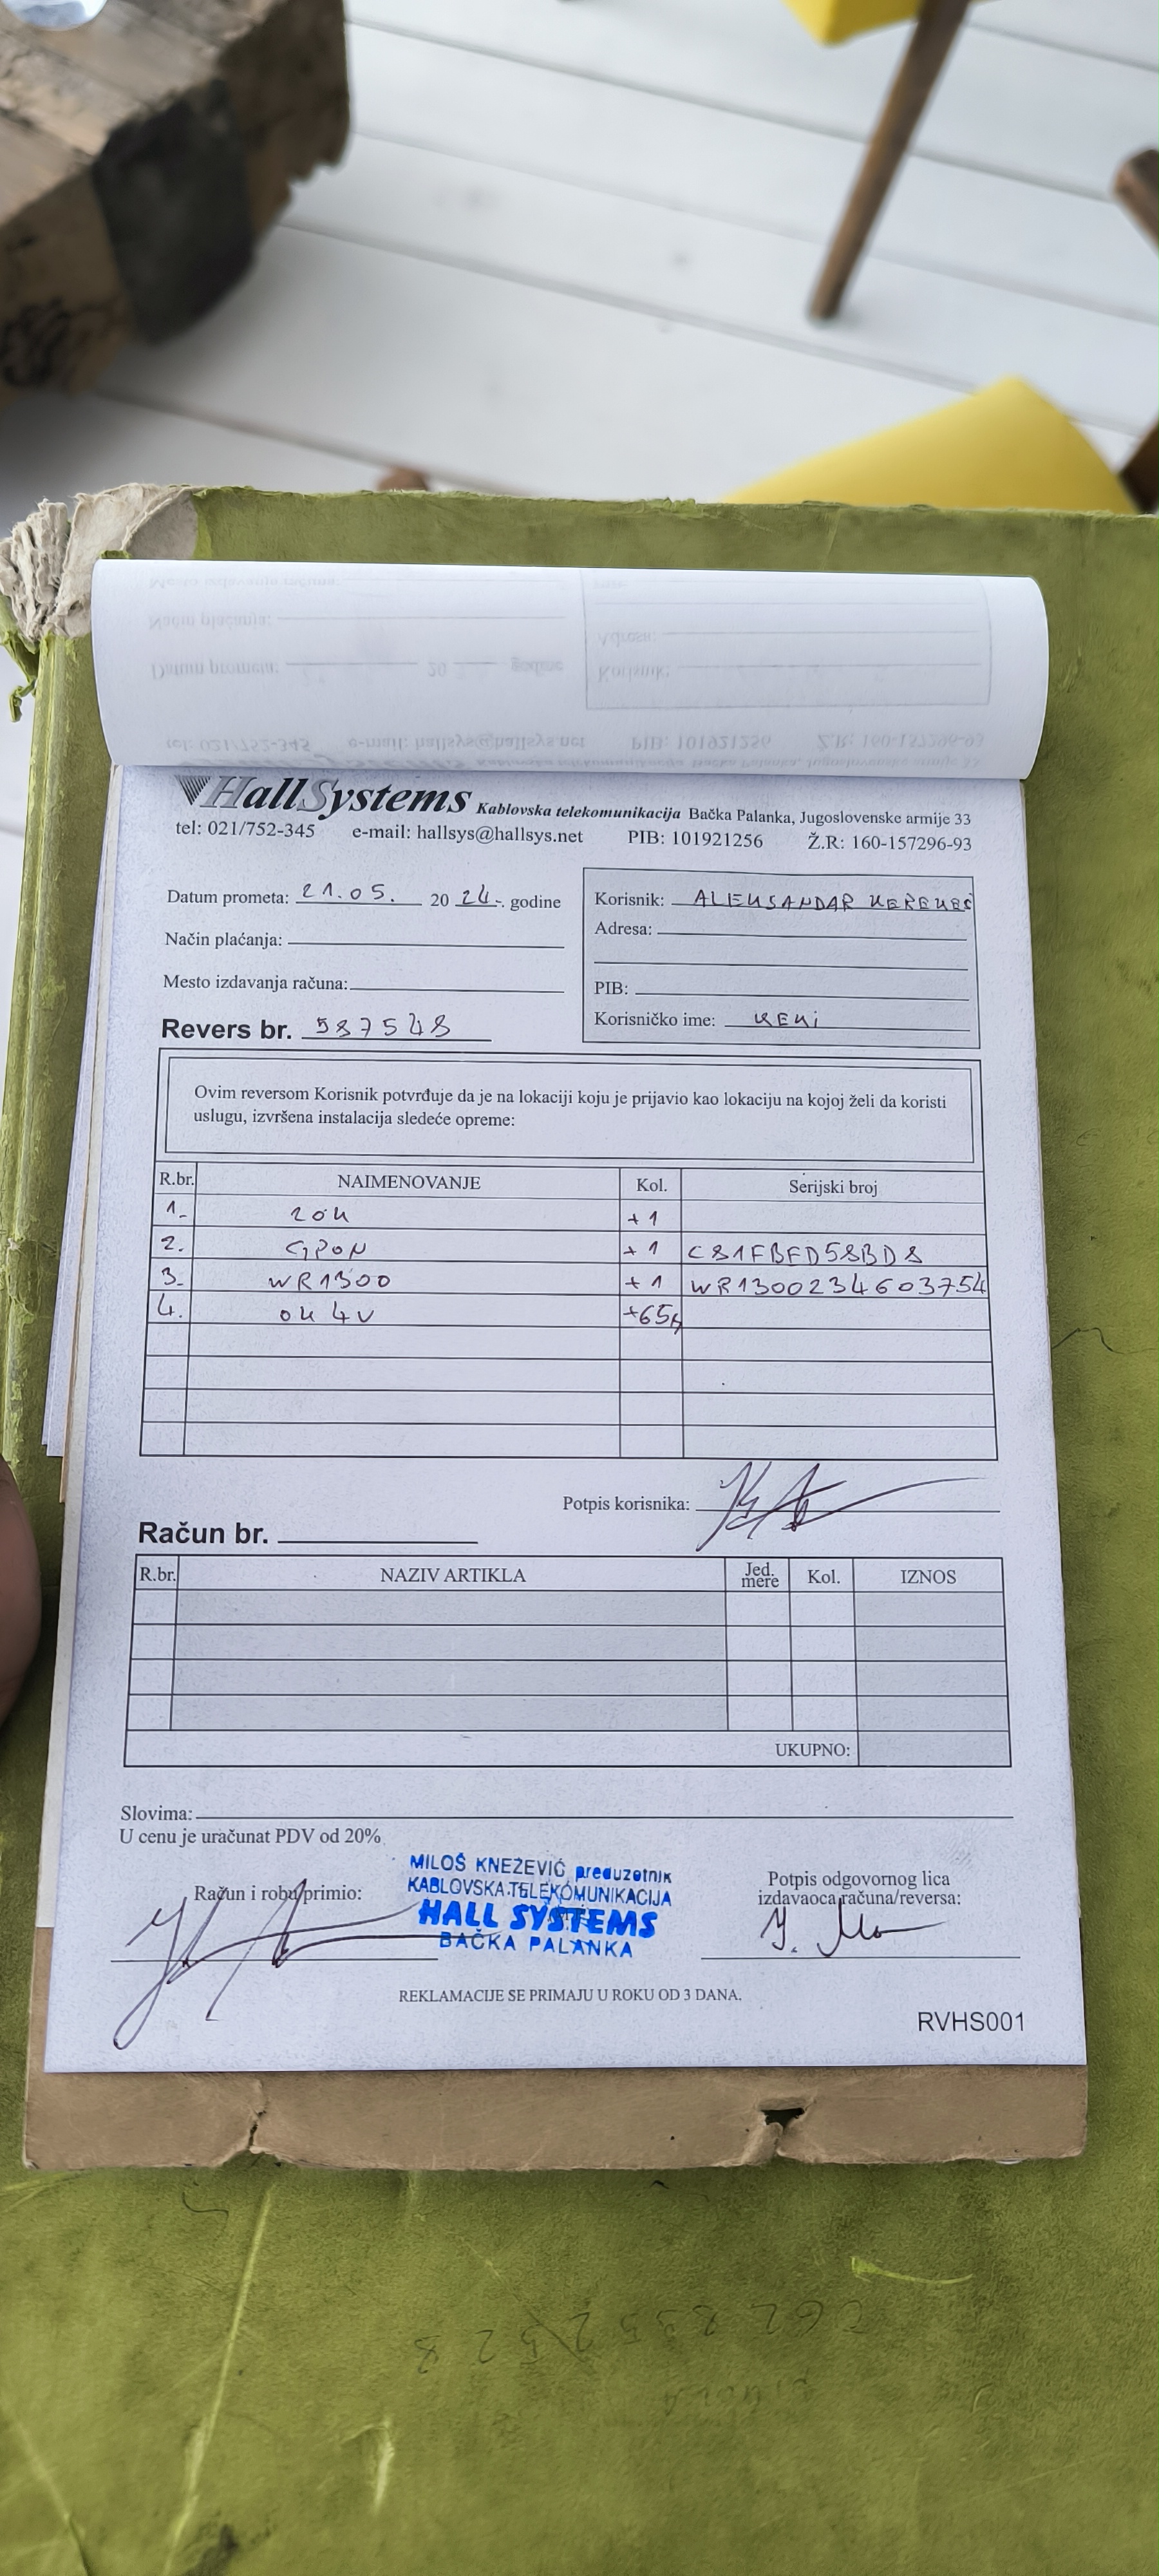 HallSystems Kablovska telekomunikacija Bačka Palanka, Jugoslovenske armije 33
tel: 021/752-345 e-mail: hallsys@hallsys.net PIB: 101921256 Ž.R: 160-157296-93
Datum prometa: 21.05. 2024. godine
Način plaćanja:
Mesto izdavanja računa:
Revers br. 587548
Korisnik: ALEKSANDAR KEREKEŠ
Adresa:
PIB:
Korisničko ime: KEKi
Ovim reversom Korisnik potvrđuje da je na lokaciji koju je prijavio kao lokaciju na kojoj želi da koristi
uslugu, izvršena instalacija sledeće opreme:
R.br. NAIMENOVANJE Kol. Serijski broj
1. ZOK +1
2. GPON +1 C81FBFD58BD8
3. WR1300 +1 WR1300234603754
4. OK 4V +65
Potpis korisnika:
Račun br.
R.br. NAZIV ARTIKLA Jed. mere Kol. IZNOS
UKUPNO:
Slovima:
U cenu je uračunat PDV od 20%
Račun i robu primio:
MILOŠ KNEŽEVIĆ preduzetnik
KABLOVSKA TELEKOMUNIKACIJA
HALL SYSTEMS
BAČKA PALANKA
Potpis odgovornog lica
izdavaoca računa/reversa:
REKLAMACIJE SE PRIMAJU U ROKU OD 3 DANA.
RVHS001